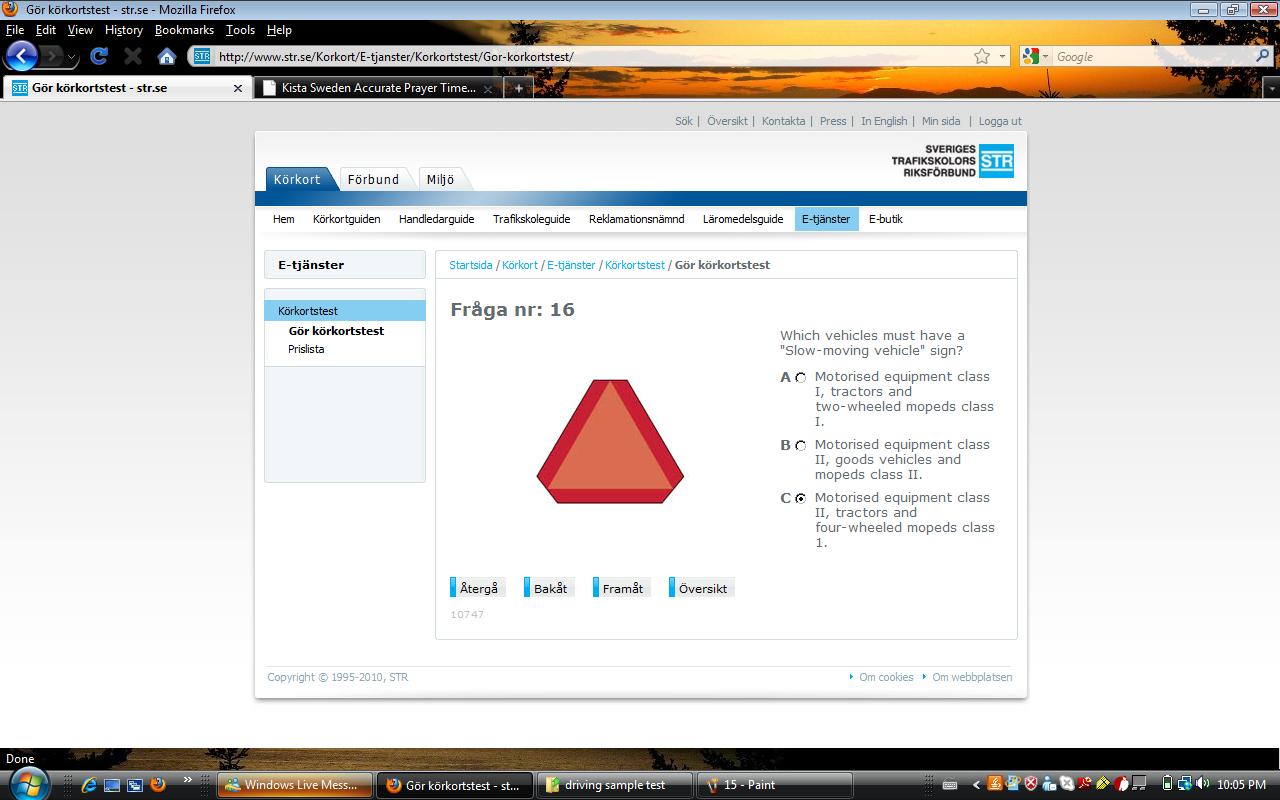 Gör körkortstest - str.se - Mozilla Firefox
File Edit View History Bookmarks Tools Help
STR http://www.str.se/Korkort/E-tjanster/Korkortstest/Gor-korkortstest/ Google
STR Gör körkortstest - str.se Kista Sweden Accurate Prayer Time...
Sök | Översikt | Kontakta | Press | In English | Min sida | Logga ut
SVERIGES
TRAFIKSKOLORS STR
RIKSFÖRBUND
Körkort Förbund Miljö
Hem Körkortguiden Handledarguide Trafikskoleguide Reklamationsnämnd Läromedelsguide E-tjänster E-butik
E-tjänster
Körkortstest
Gör körkortstest
Prislista
Startsida / Körkort / E-tjänster / Körkortstest / Gör körkortstest
Fråga nr: 16
Which vehicles must have a
"Slow-moving vehicle" sign?
A Motorised equipment class
I, tractors and
two-wheeled mopeds class
I.
B Motorised equipment class
II, goods vehicles and
mopeds class II.
C Motorised equipment class
II, tractors and
four-wheeled mopeds class
1.
Återgå Bakåt Framåt Översikt
10747
Copyright © 1995-2010, STR Om cookies Om webbplatsen
Done
Windows Live Mess... Gör körkortstest - st... driving sample test 15 - Paint 10:05 PM